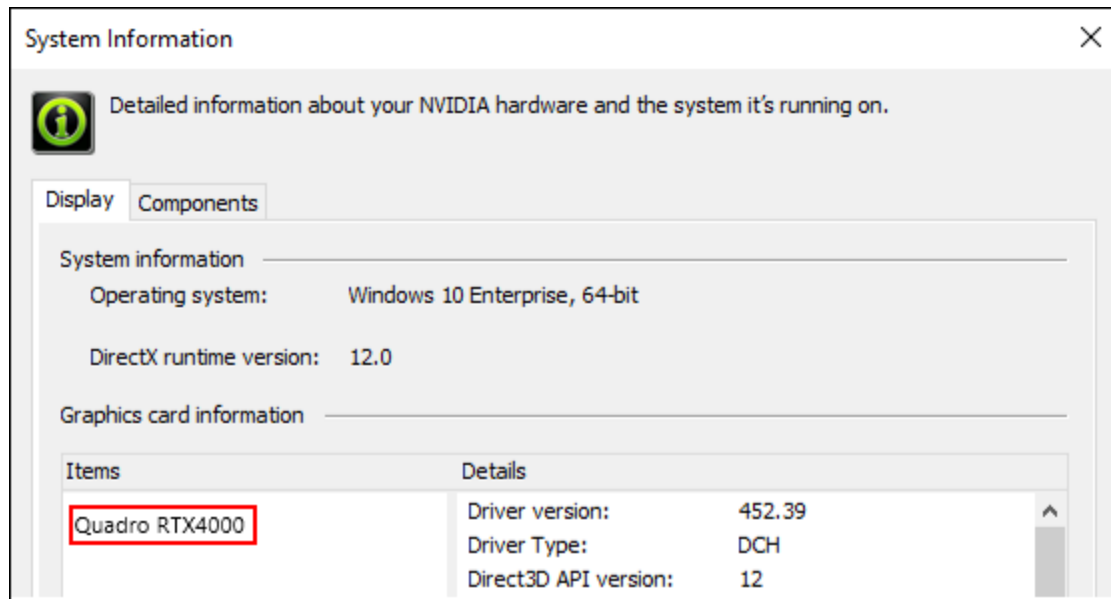 System Information
Detailed information about your NVIDIA hardware and the system it's running on.
Display Components
System information
Operating system: Windows 10 Enterprise, 64-bit
DirectX runtime version: 12.0
Graphics card information
Items Details
Quadro RTX4000 Driver version: 452.39
Driver Type: DCH
Direct3D API version: 12